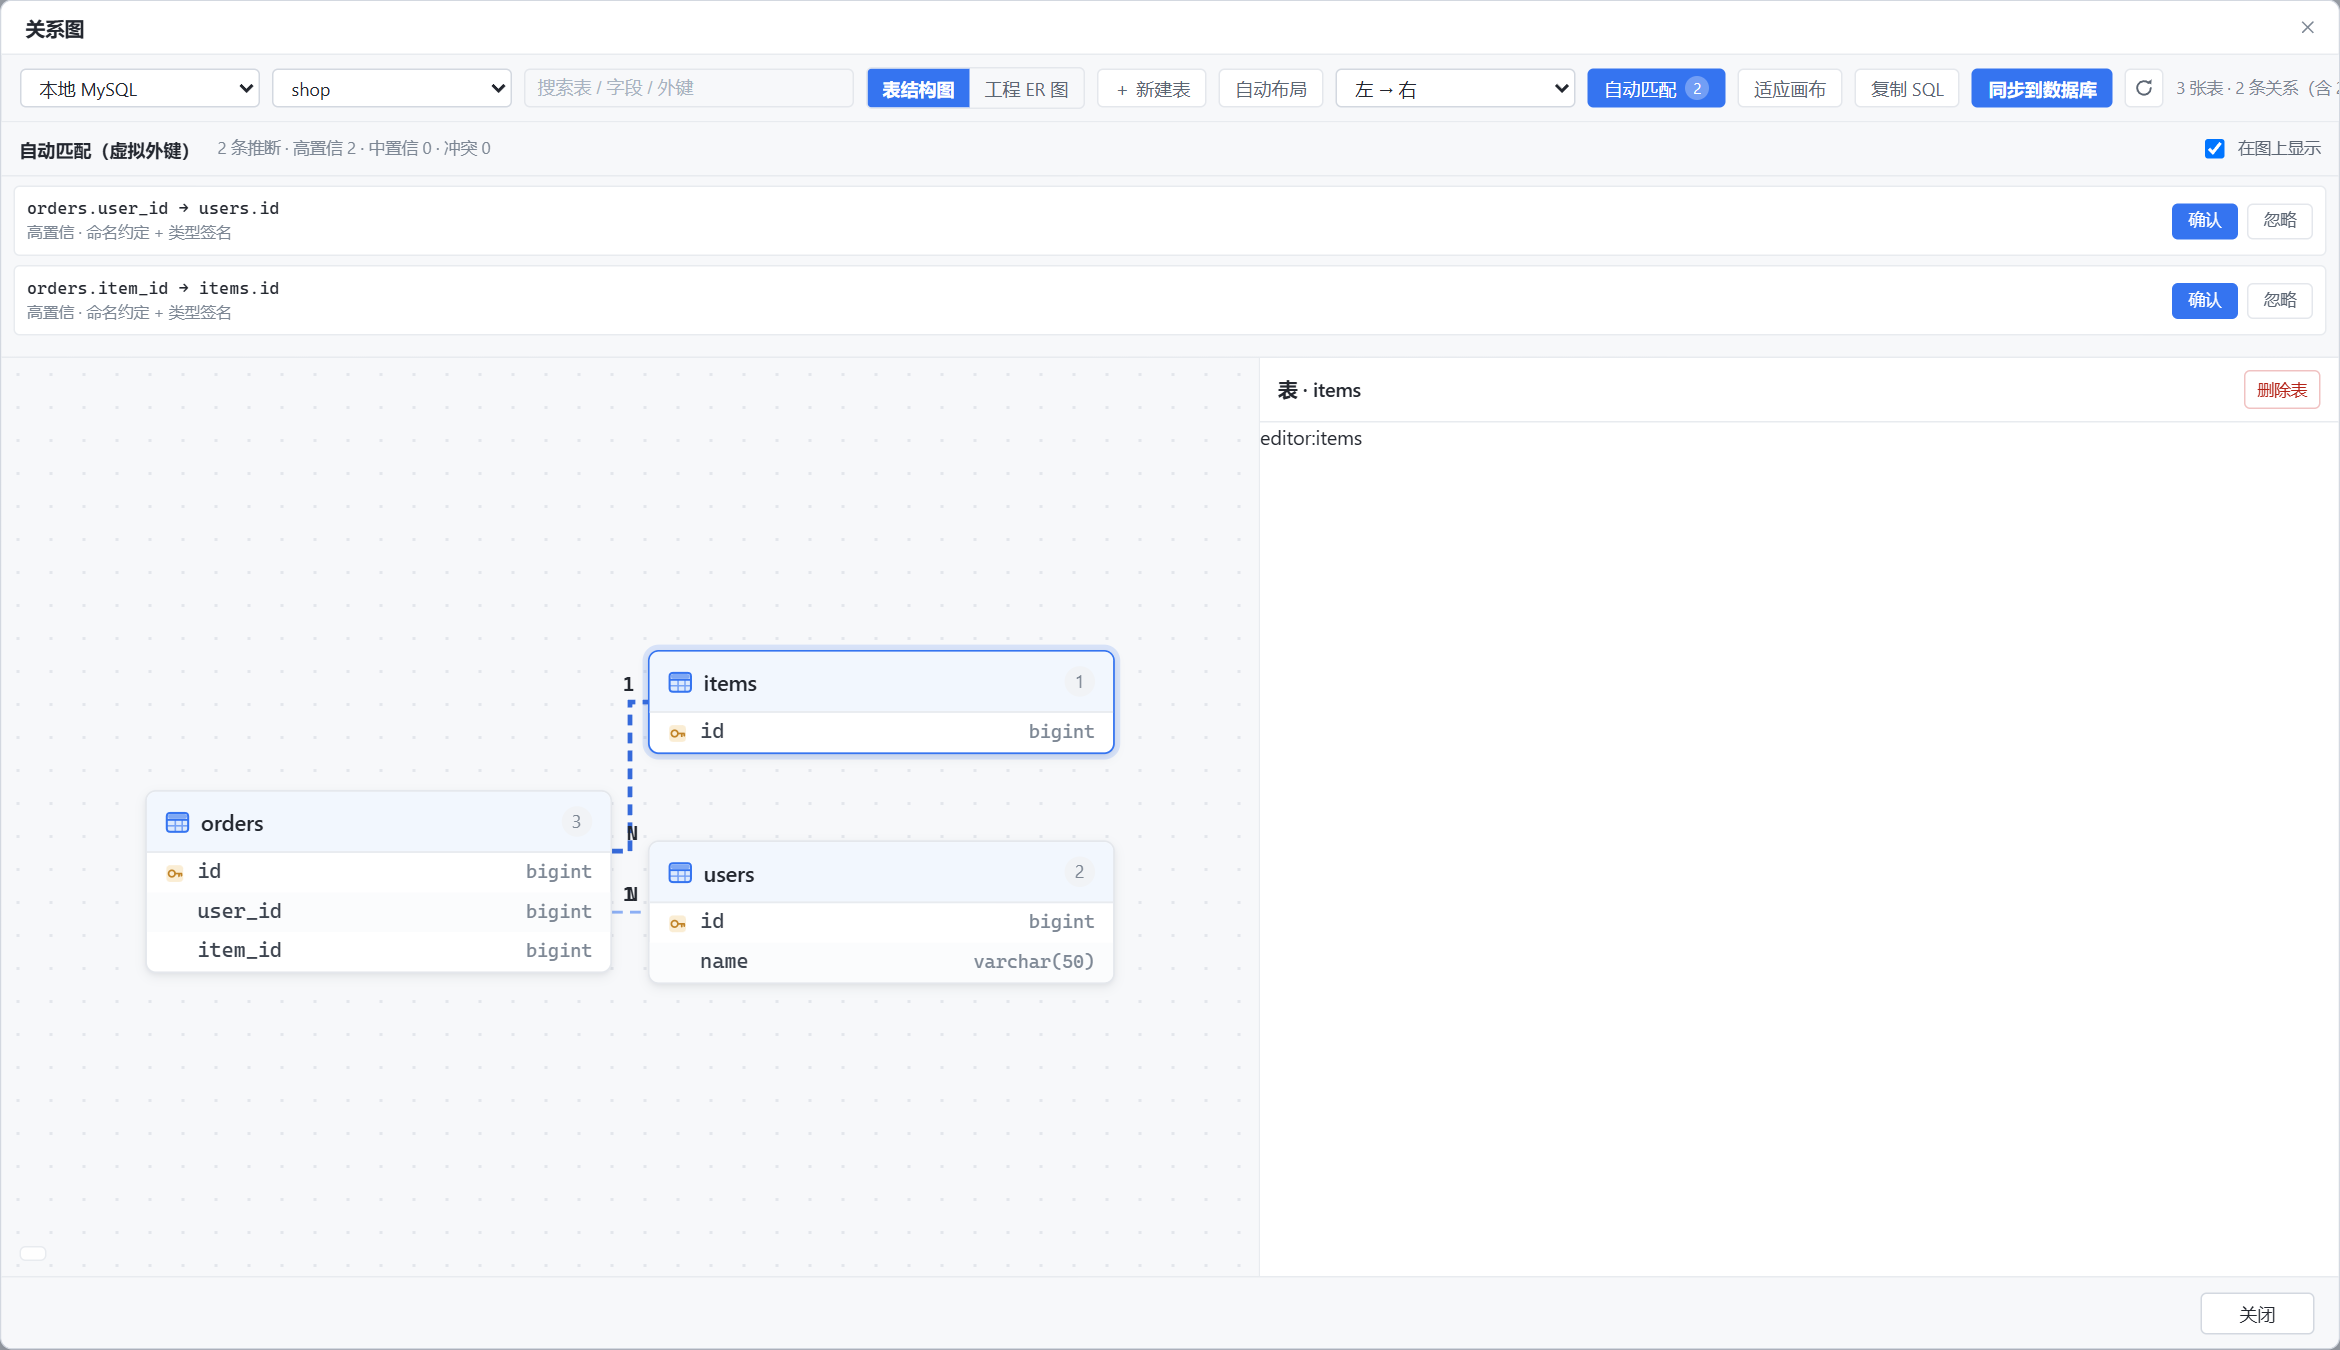 关系图
本地 MySQL
shop
搜索表 / 字段 / 外键
表结构图
工程 ER 图
+ 新建表
自动布局
左 → 右
自动匹配 2
适应画布
复制 SQL
同步到数据库
3 张表 · 2 条关系（含 2
自动匹配（虚拟外键）
2 条推断 · 高置信 2 · 中置信 0 · 冲突 0
在图上显示
orders.user_id → users.id
高置信 · 命名约定 + 类型签名
确认
忽略
orders.item_id → items.id
高置信 · 命名约定 + 类型签名
确认
忽略
表 · items
删除表
editor:items
1
items 1
id bigint
N
orders 3
id bigint
user_id bigint
item_id bigint
1
N
users 2
id bigint
name varchar(50)
关闭